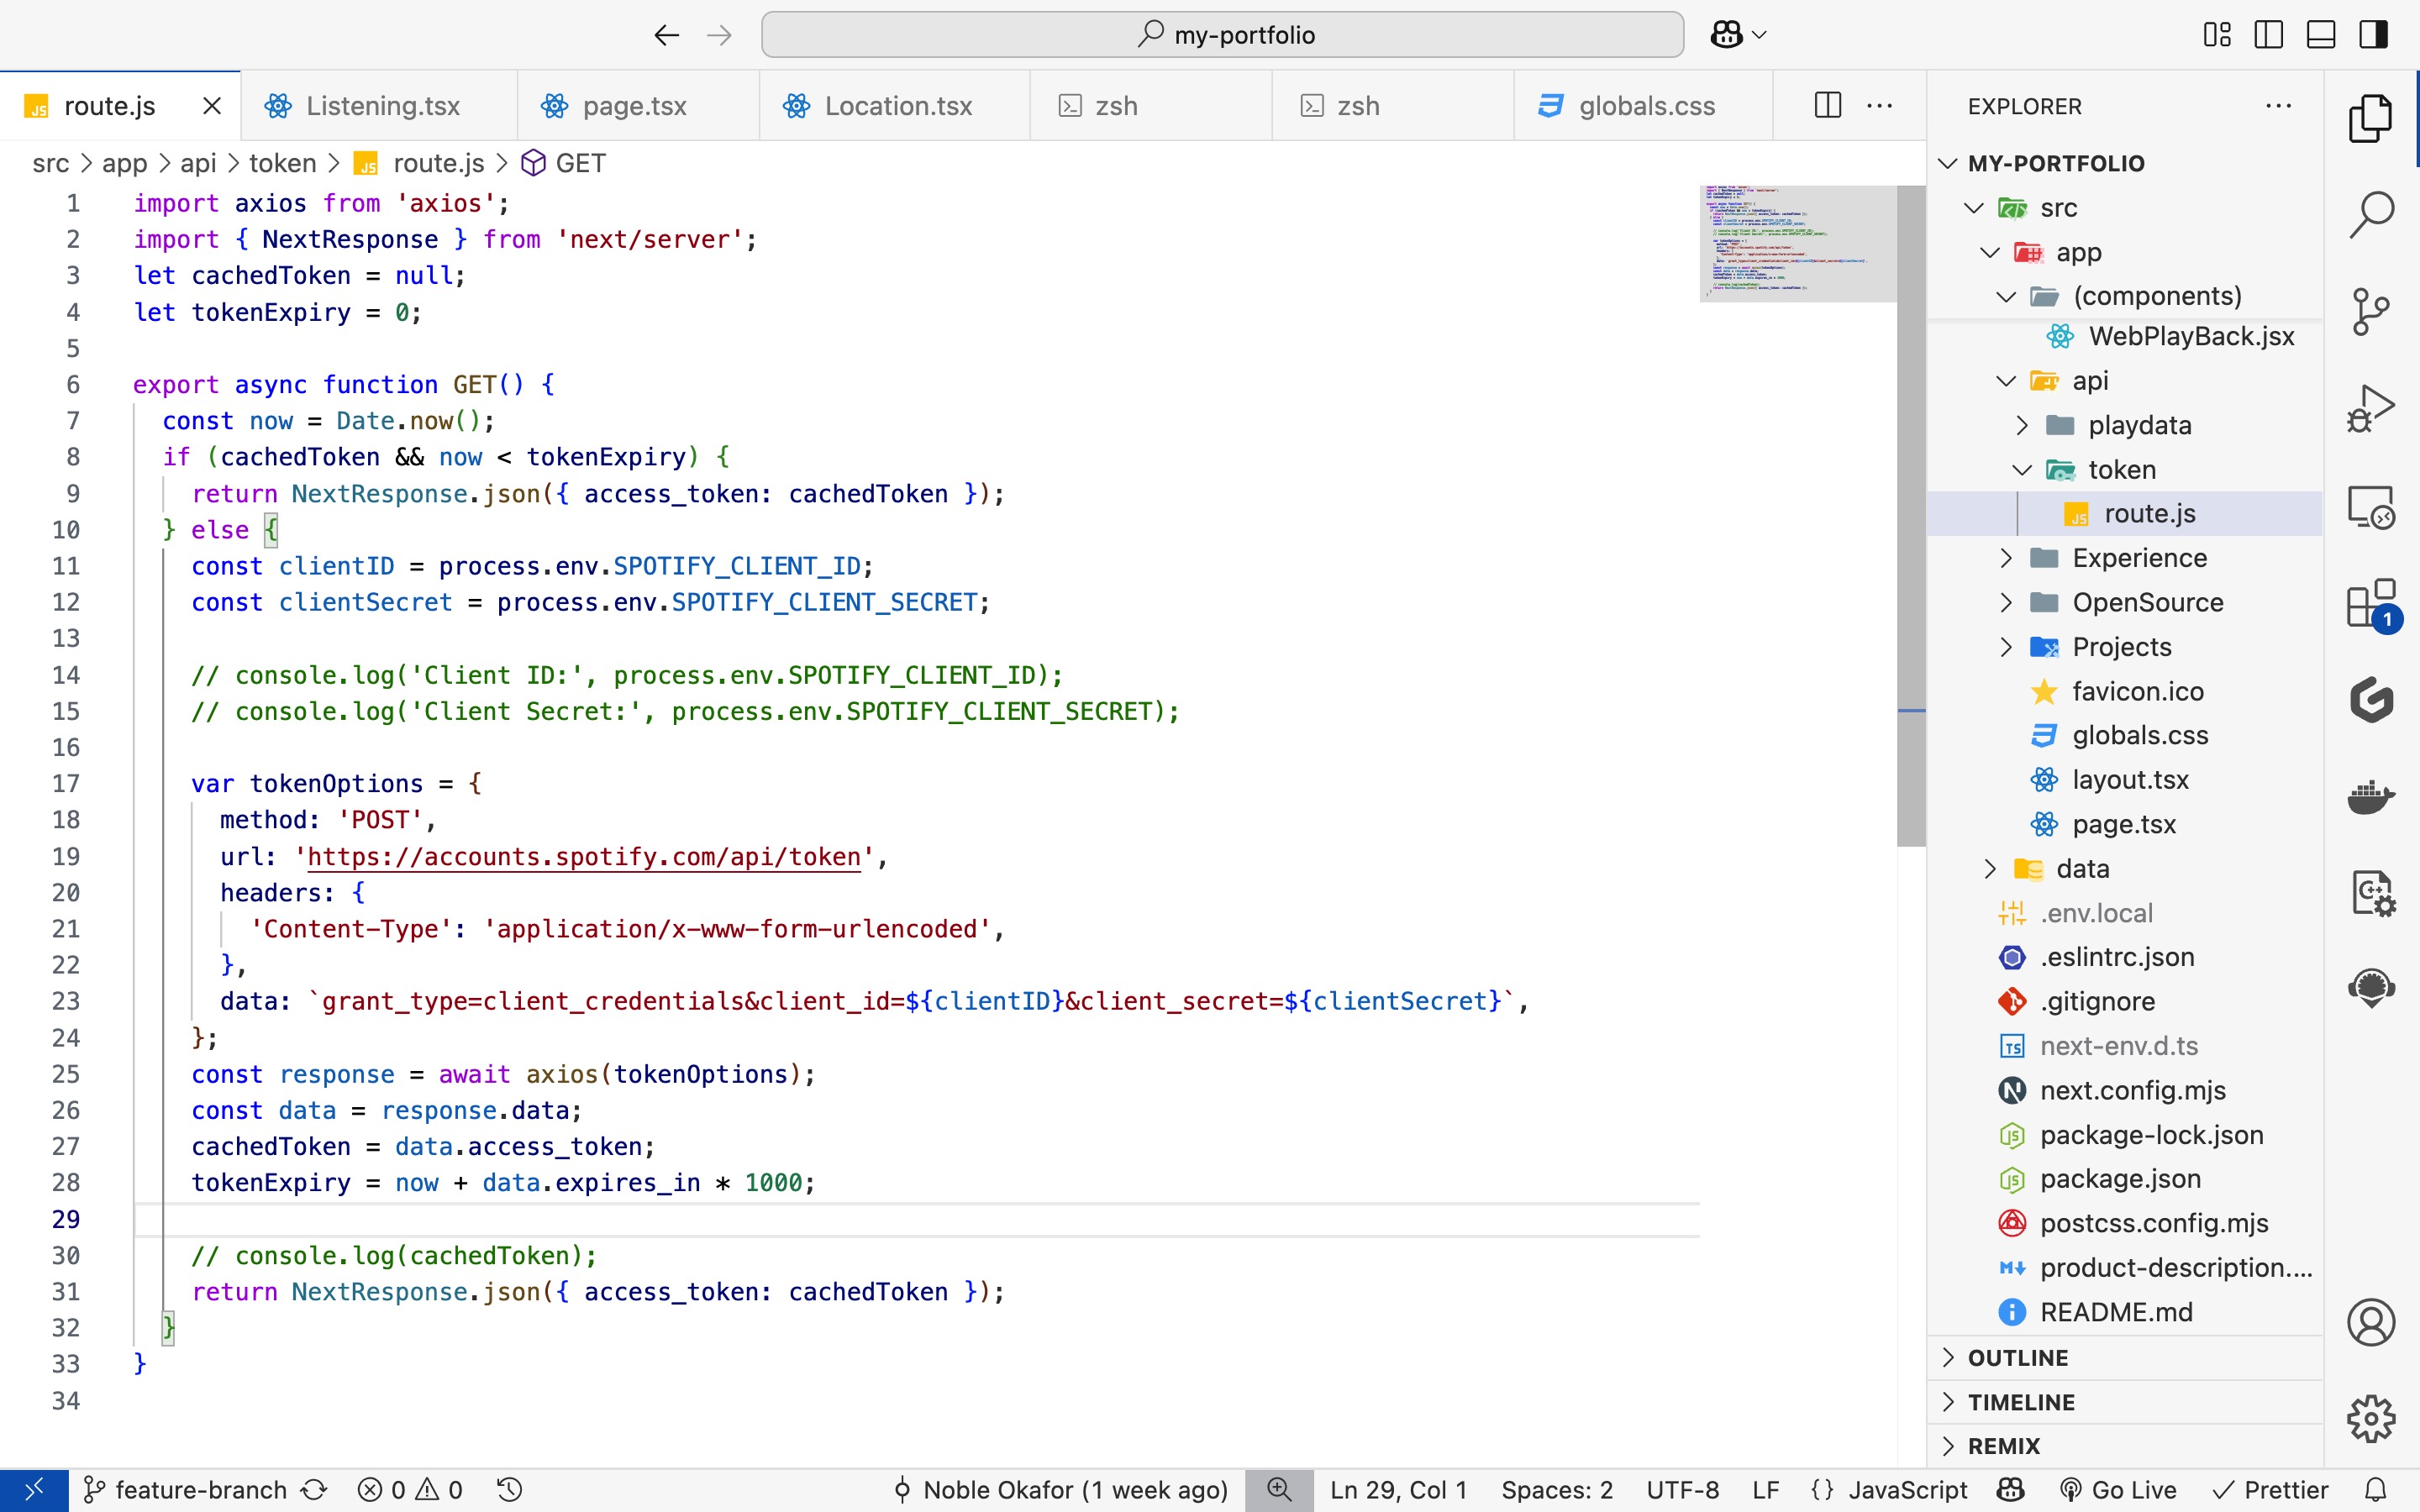 my-portfolio
route.js
Listening.tsx
page.tsx
Location.tsx
zsh
zsh
globals.css
src > app > api > token > route.js > GET
1 import axios from 'axios';
2 import { NextResponse } from 'next/server';
3 let cachedToken = null;
4 let tokenExpiry = 0;
5
6 export async function GET() {
7 const now = Date.now();
8 if (cachedToken && now < tokenExpiry) {
9 return NextResponse.json({ access_token: cachedToken });
10 } else {
11 const clientID = process.env.SPOTIFY_CLIENT_ID;
12 const clientSecret = process.env.SPOTIFY_CLIENT_SECRET;
13
14 // console.log('Client ID:', process.env.SPOTIFY_CLIENT_ID);
15 // console.log('Client Secret:', process.env.SPOTIFY_CLIENT_SECRET);
16
17 var tokenOptions = {
18 method: 'POST',
19 url: 'https://accounts.spotify.com/api/token',
20 headers: {
21 'Content-Type': 'application/x-www-form-urlencoded',
22 },
23 data: `grant_type=client_credentials&client_id=${clientID}&client_secret=${clientSecret}`,
24 };
25 const response = await axios(tokenOptions);
26 const data = response.data;
27 cachedToken = data.access_token;
28 tokenExpiry = now + data.expires_in * 1000;
29
30 // console.log(cachedToken);
31 return NextResponse.json({ access_token: cachedToken });
32 }
33 }
34
EXPLORER
MY-PORTFOLIO
src
app
(components)
WebPlayBack.jsx
api
playdata
token
route.js
Experience
OpenSource
Projects
favicon.ico
globals.css
layout.tsx
page.tsx
data
.env.local
.eslintrc.json
.gitignore
next-env.d.ts
next.config.mjs
package-lock.json
package.json
postcss.config.mjs
product-description....
README.md
OUTLINE
TIMELINE
REMIX
1
feature-branch
0
0
Noble Okafor (1 week ago)
Ln 29, Col 1
Spaces: 2
UTF-8
LF
{} JavaScript
Go Live
Prettier